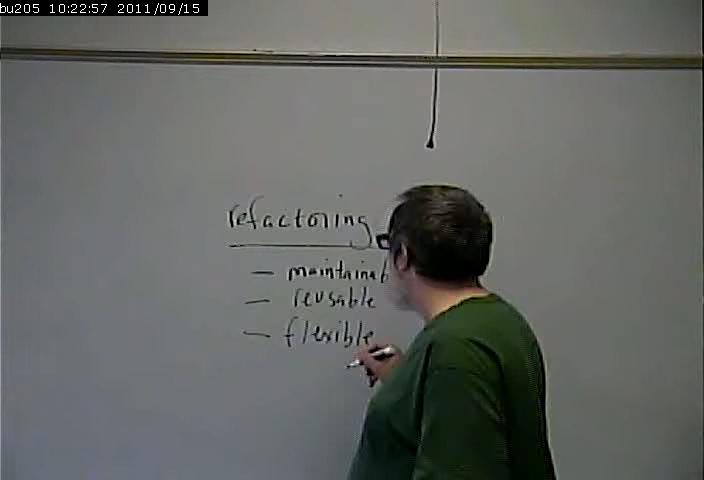 bu205 10:22:57 2011/09/15
refactoring
— maintainab
— reusable
— flexible